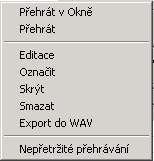 Přehrát v Okně
Přehrát
Editace
Označit
Skrýt
Smazat
Export do WAV
Nepřetržité přehrávání